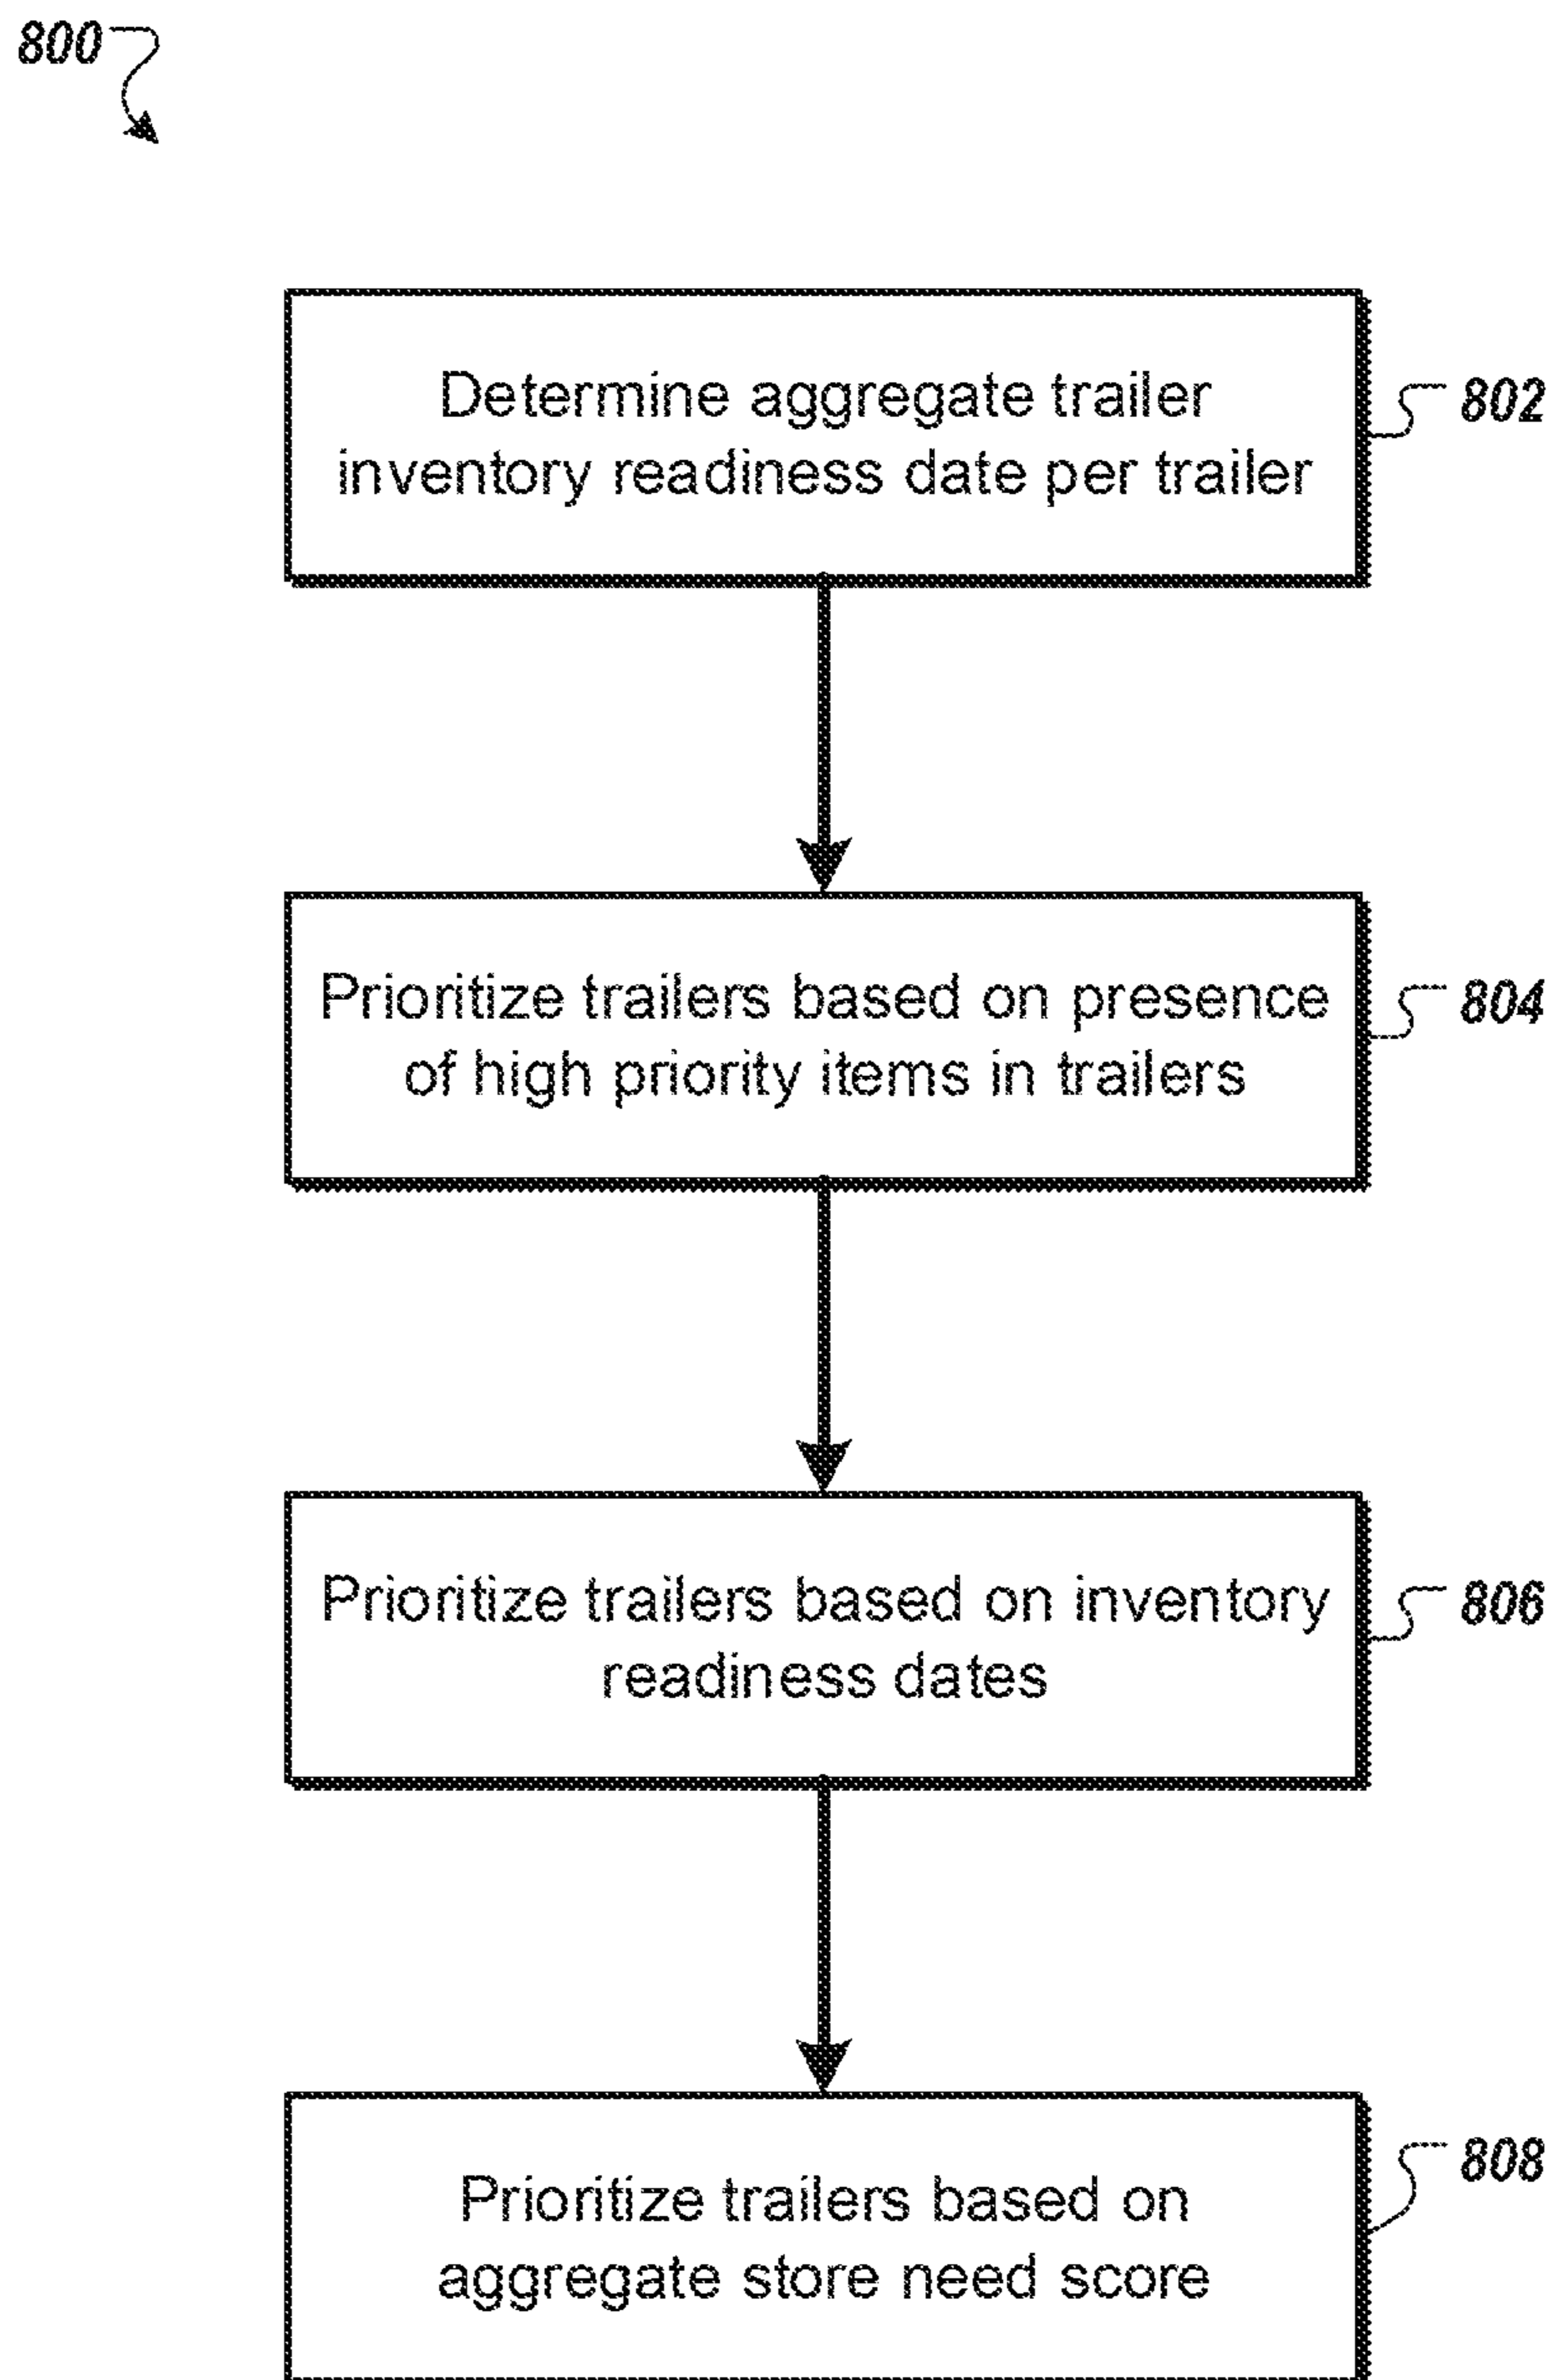 800
Determine aggregate trailer
inventory readiness date per trailer
802
Prioritize trailers based on presence
of high priority items in trailers
804
Prioritize trailers based on inventory
readiness dates
806
Prioritize trailers based on
aggregate store need score
808